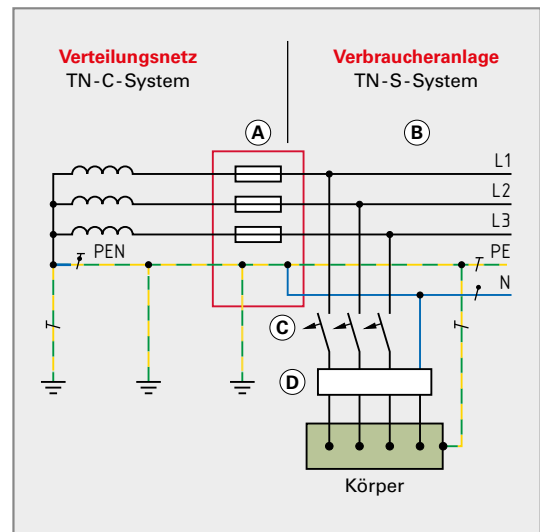 Verteilungsnetz
TN-C-System
Verbraucheranlage
TN-S-System
A
B
L1
L2
L3
PEN
PE
N
C
D
Körper